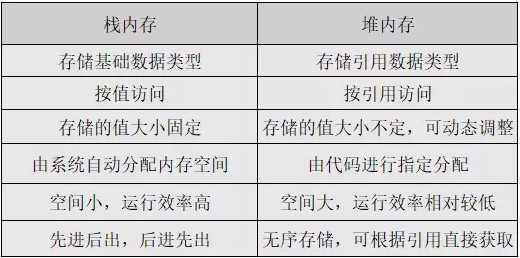 栈内存 堆内存
存储基础数据类型 存储引用数据类型
按值访问 按引用访问
存储的值大小固定 存储的值大小不定，可动态调整
由系统自动分配内存空间 由代码进行指定分配
空间小，运行效率高 空间大，运行效率相对较低
先进后出，后进先出 无序存储，可根据引用直接获取